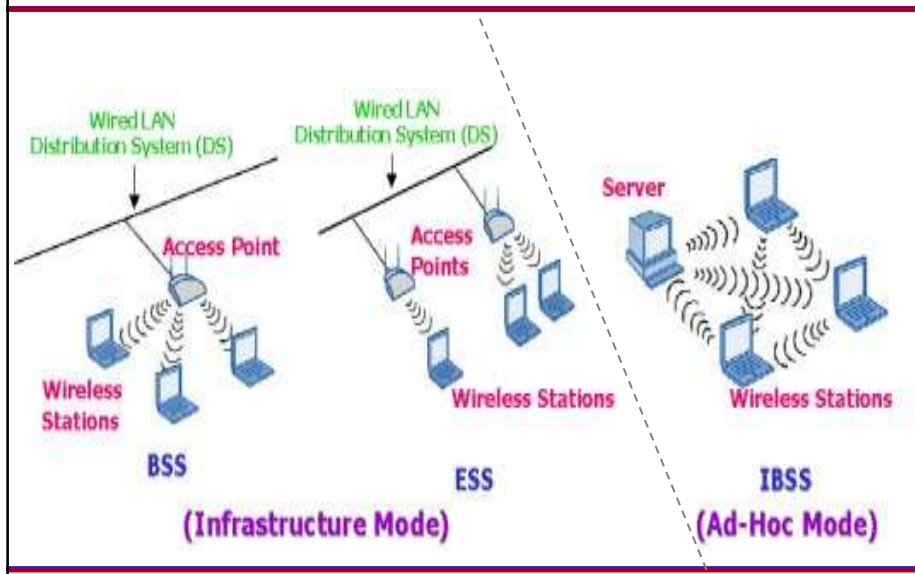 Wired LAN
Distribution System (DS)
Access Point
Wireless
Stations
BSS
Wired LAN
Distribution System (DS)
Access
Points
Wireless Stations
ESS
(Infrastructure Mode)
Server
Wireless Stations
IBSS
(Ad-Hoc Mode)